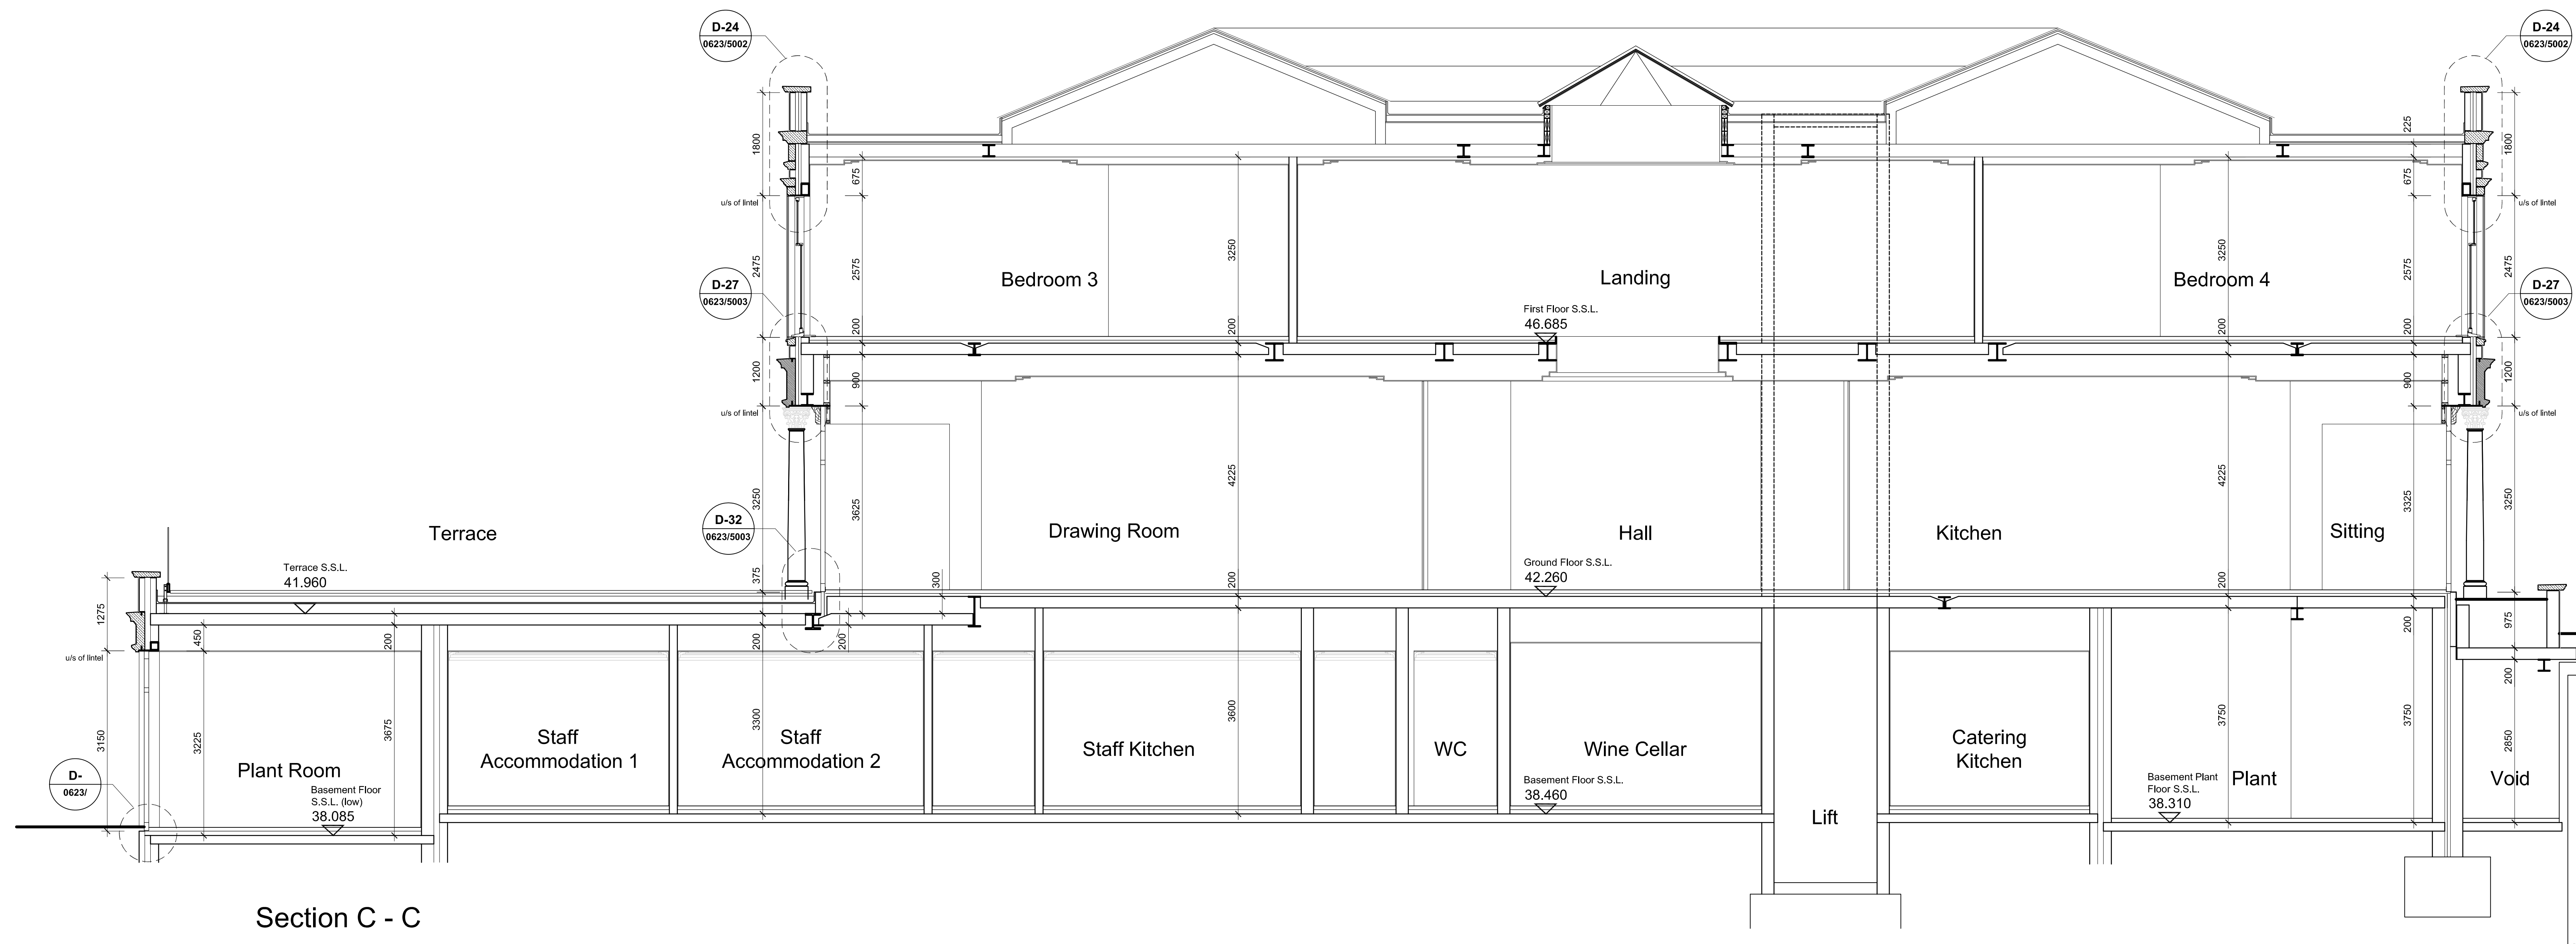 D-24
0623/5002
D-24
0623/5002
1800
675
225
675
1800
u/s of lintel
u/s of lintel
2475
2575
3250
3250
2575
2475
Bedroom 3
Landing
Bedroom 4
D-27
0623/5003
D-27
0623/5003
First Floor S.S.L.
46.685
200
200
200
200
1200
900
900
1200
u/s of lintel
u/s of lintel
3250
3625
4225
4225
3325
3250
Terrace
D-32
0623/5003
Drawing Room
Hall
Kitchen
Sitting
Terrace S.S.L.
41.960
Ground Floor S.S.L.
42.260
375
300
200
200
1275
450
200
200
200
200
975
u/s of lintel
200
3150
3225
3675
3300
3600
3750
3750
2850
Plant Room
Staff
Accommodation 1
Staff
Accommodation 2
Staff Kitchen
WC
Wine Cellar
Catering
Kitchen
Plant
Void
D-
0623/
Basement Floor
S.S.L. (low)
38.085
Basement Floor S.S.L.
38.460
Basement Plant
Floor S.S.L.
38.310
Lift
Section C - C